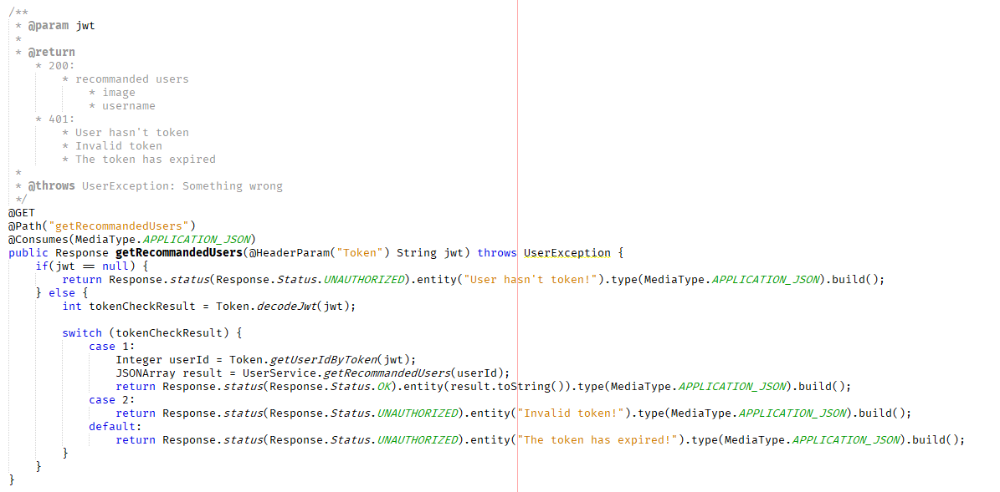 /**
 * @param jwt
 *
 * @return
    * 200:
        * recommanded users
            * image
            * username
    * 401:
        * User hasn't token
        * Invalid token
        * The token has expired
 *
 * @throws UserException: Something wrong
 */
@GET
@Path("getRecommandedUsers")
@Consumes(MediaType.APPLICATION_JSON)
public Response getRecommandedUsers(@HeaderParam("Token") String jwt) throws UserException {
    if(jwt == null) {
        return Response.status(Response.Status.UNAUTHORIZED).entity("User hasn't token!").type(MediaType.APPLICATION_JSON).build();
    } else {
        int tokenCheckResult = Token.decodeJwt(jwt);

        switch (tokenCheckResult) {
            case 1:
                Integer userId = Token.getUserIdByToken(jwt);
                JSONArray result = UserService.getRecommandedUsers(userId);
                return Response.status(Response.Status.OK).entity(result.toString()).type(MediaType.APPLICATION_JSON).build();
            case 2:
                return Response.status(Response.Status.UNAUTHORIZED).entity("Invalid token!").type(MediaType.APPLICATION_JSON).build();
            default:
                return Response.status(Response.Status.UNAUTHORIZED).entity("The token has expired!").type(MediaType.APPLICATION_JSON).build();
        }
    }
}